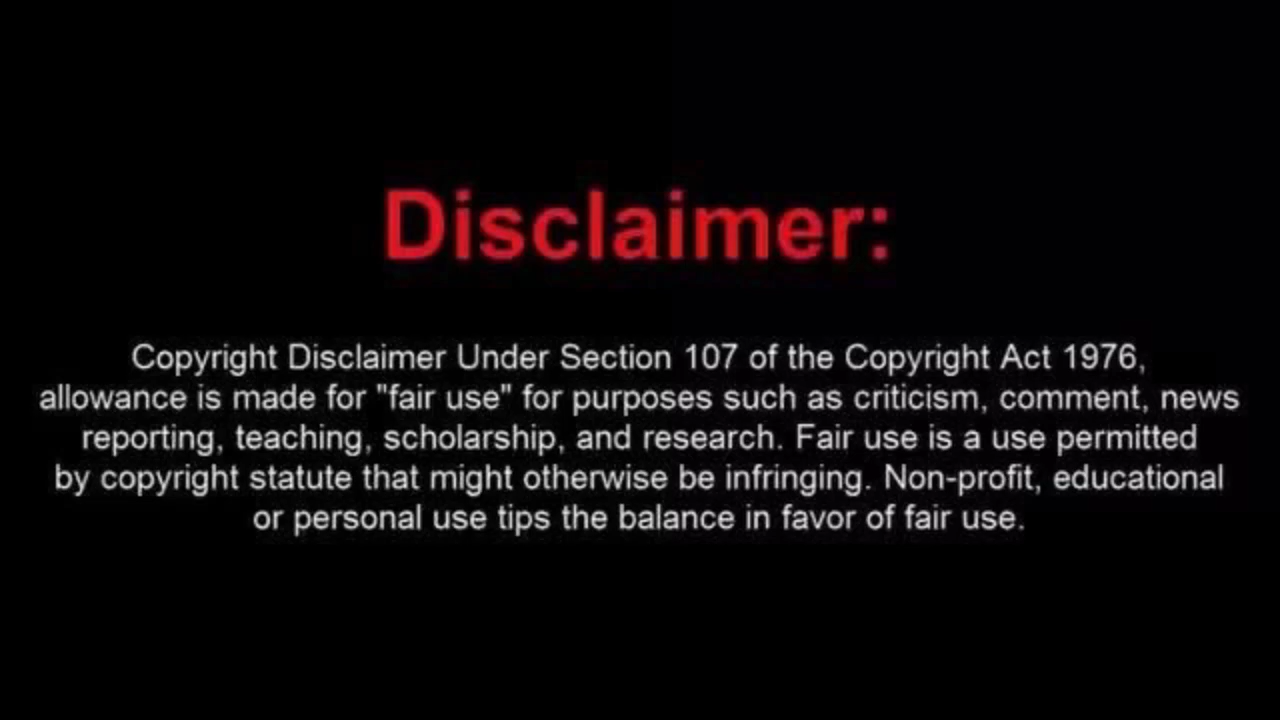 Disclaimer:
Copyright Disclaimer Under Section 107 of the Copyright Act 1976,
allowance is made for "fair use" for purposes such as criticism, comment, news
reporting, teaching, scholarship, and research. Fair use is a use permitted
by copyright statute that might otherwise be infringing. Non-profit, educational
or personal use tips the balance in favor of fair use.